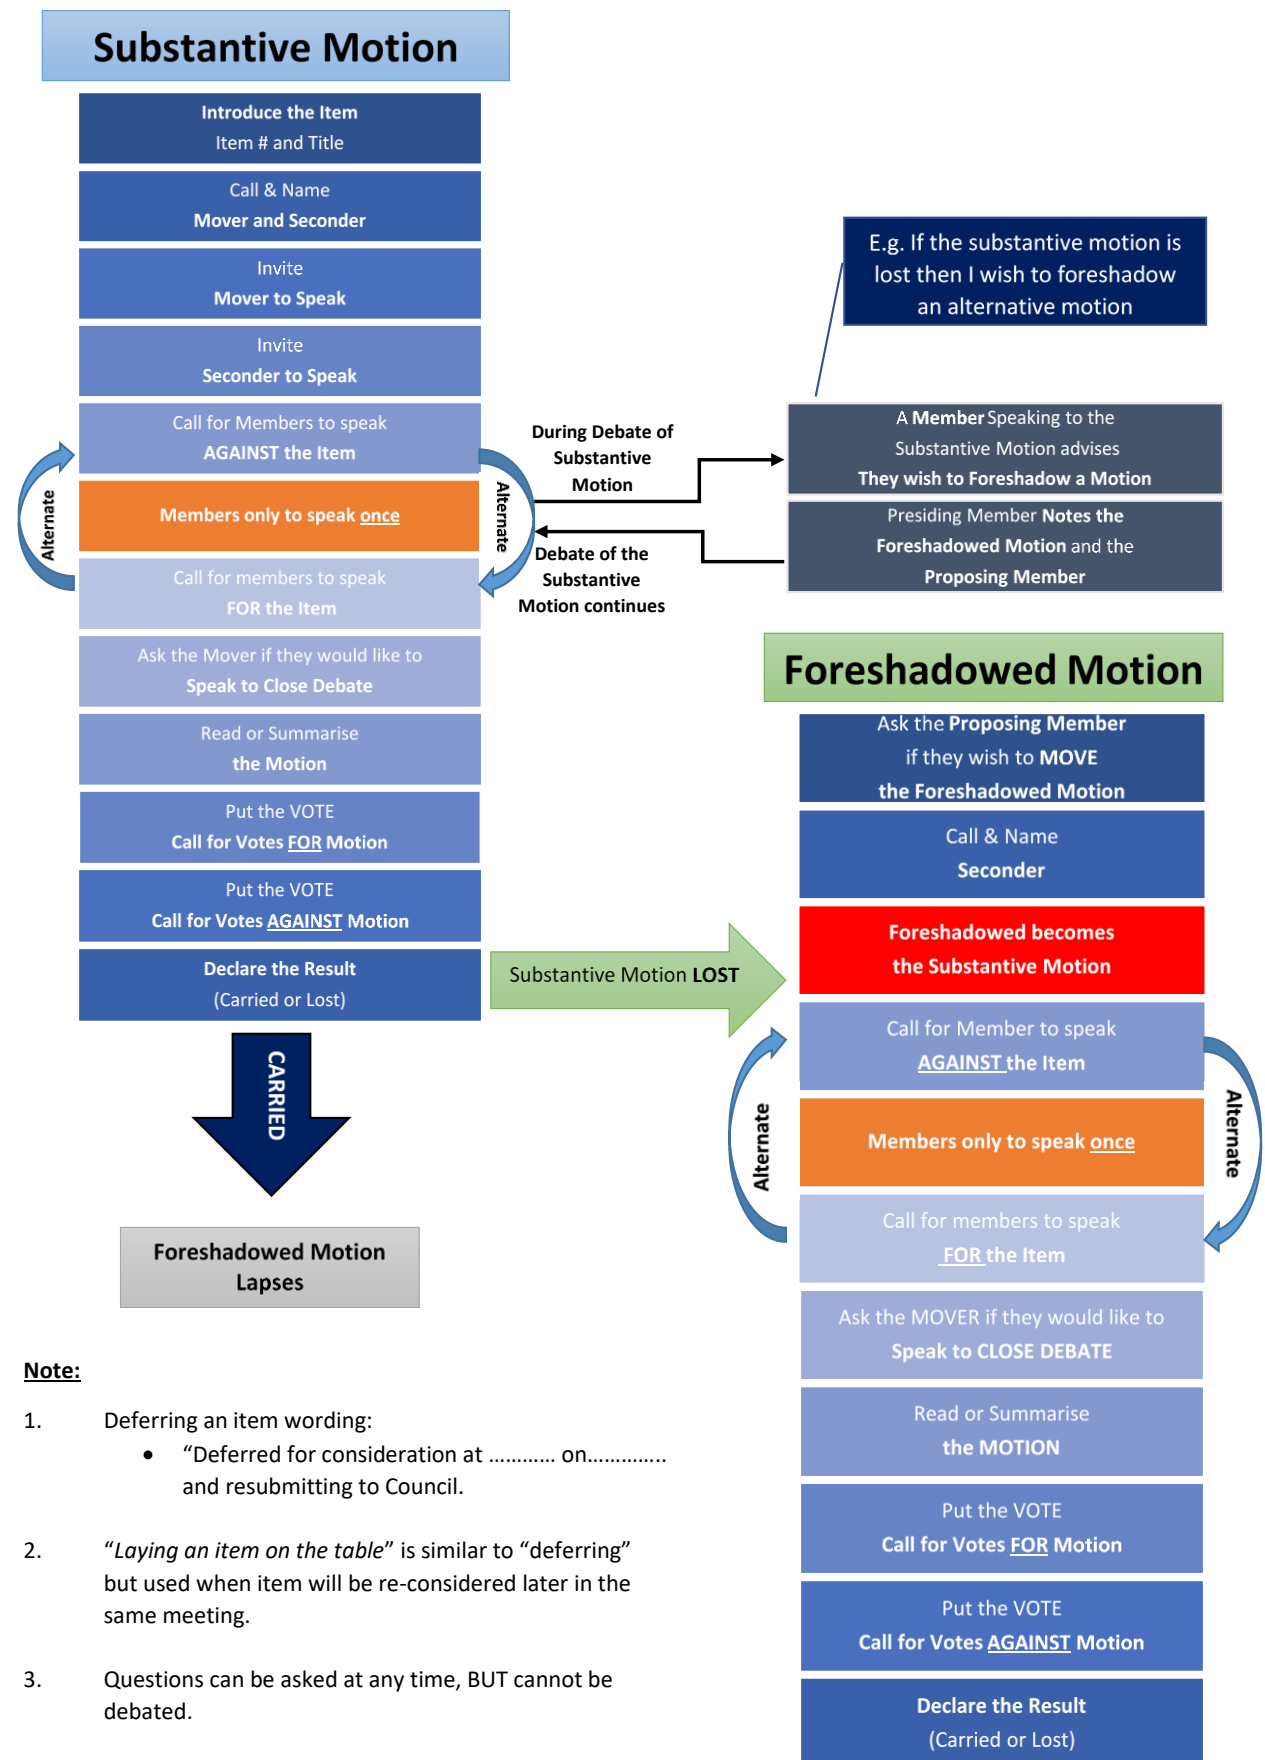 Substantive Motion
Introduce the Item
Item # and Title
Call & Name
Mover and Seconder
Invite
Mover to Speak
Invite
Seconder to Speak
Call for Members to speak
AGAINST the Item
Alternate
Members only to speak once
Alternate
Call for members to speak
FOR the Item
Ask the Mover if they would like to
Speak to Close Debate
Read or Summarise
the Motion
Put the VOTE
Call for Votes FOR Motion
Put the VOTE
Call for Votes AGAINST Motion
Declare the Result
(Carried or Lost)
CARRIED
Foreshadowed Motion
Lapses
During Debate of
Substantive
Motion
Debate of the
Substantive
Motion continues
E.g. If the substantive motion is
lost then I wish to foreshadow
an alternative motion
A Member Speaking to the
Substantive Motion advises
They wish to Foreshadow a Motion
Presiding Member Notes the
Foreshadowed Motion and the
Proposing Member
Substantive Motion LOST
Foreshadowed Motion
Ask the Proposing Member
if they wish to MOVE
the Foreshadowed Motion
Call & Name
Seconder
Foreshadowed becomes
the Substantive Motion
Call for Member to speak
AGAINST the Item
Alternate
Members only to speak once
Alternate
Call for members to speak
FOR the Item
Ask the MOVER if they would like to
Speak to CLOSE DEBATE
Read or Summarise
the MOTION
Put the VOTE
Call for Votes FOR Motion
Put the VOTE
Call for Votes AGAINST Motion
Declare the Result
(Carried or Lost)
Note:
1. Deferring an item wording:
• “Deferred for consideration at ………… on…………..
and resubmitting to Council.
2. “Laying an item on the table” is similar to “deferring”
but used when item will be re-considered later in the
same meeting.
3. Questions can be asked at any time, BUT cannot be
debated.